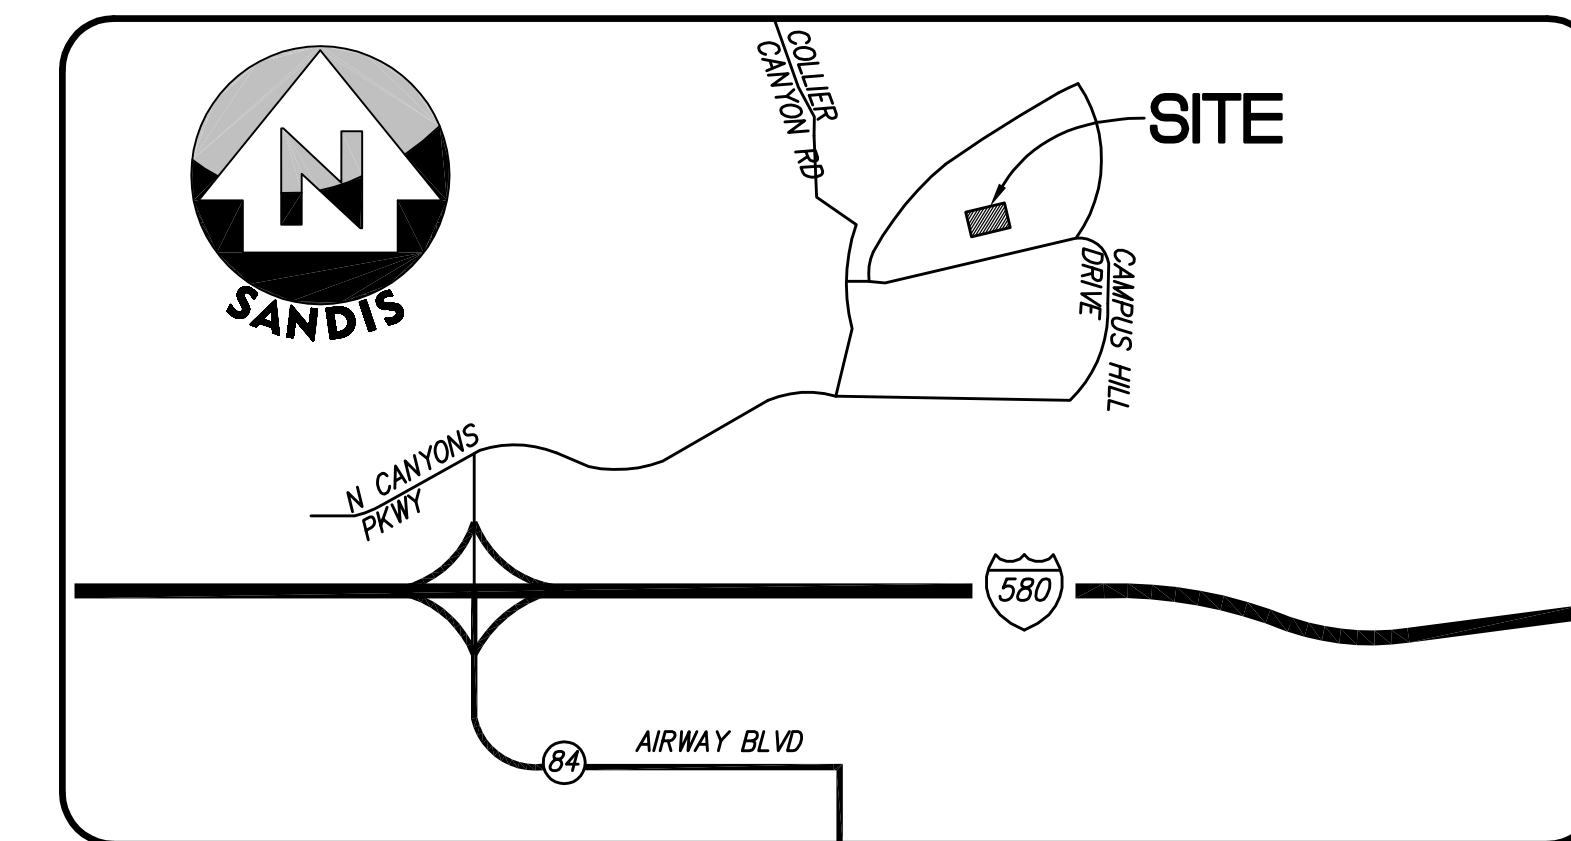 COLLIER
CANYON RD
SITE
N
SANDIS
CAMPUS HILL
DRIVE
N CANYONS
PKWY
580
AIRWAY BLVD
84